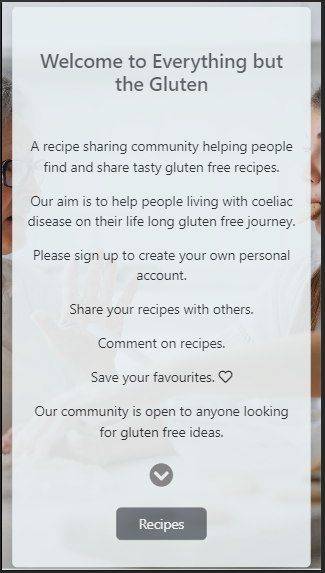 Welcome to Everything but
the Gluten
A recipe sharing community helping people
find and share tasty gluten free recipes.
Our aim is to help people living with coeliac
disease on their life long gluten free journey.
Please sign up to create your own personal
account.
Share your recipes with others.
Comment on recipes.
Save your favourites.
Our community is open to anyone looking
for gluten free ideas.
Recipes